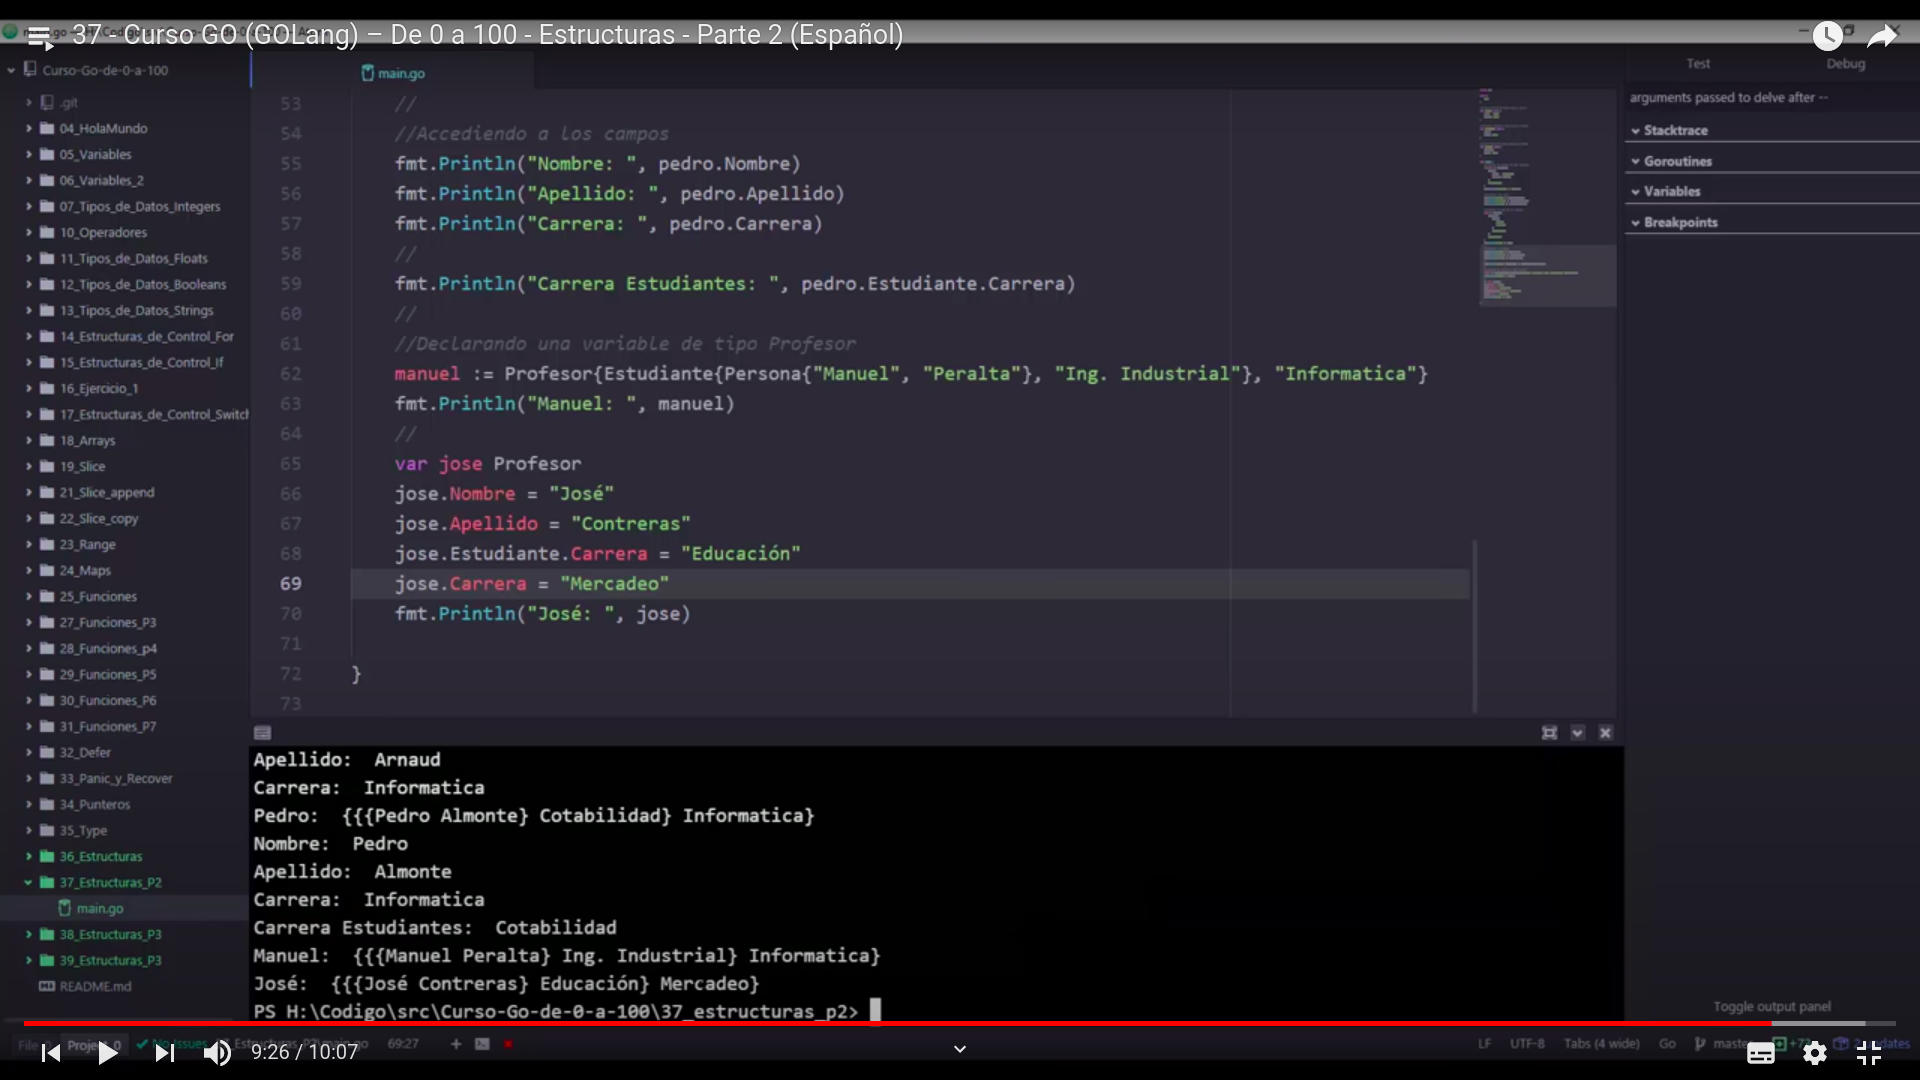 37 - Curso GO (GOLang) – De 0 a 100 - Estructuras - Parte 2 (Español)
Curso-Go-de-0-a-100
main.go
Test
Debug
.git
04_HolaMundo
05_Variables
06_Variables_2
07_Tipos_de_Datos_Integers
10_Operadores
11_Tipos_de_Datos_Floats
12_Tipos_de_Datos_Booleans
13_Tipos_de_Datos_Strings
14_Estructuras_de_Control_For
15_Estructuras_de_Control_If
16_Ejercicio_1
17_Estructuras_de_Control_Switch
18_Arrays
19_Slice
21_Slice_append
22_Slice_copy
23_Range
24_Maps
25_Funciones
27_Funciones_P3
28_Funciones_p4
29_Funciones_P5
30_Funciones_P6
31_Funciones_P7
32_Defer
33_Panic_y_Recover
34_Punteros
35_Type
36_Estructuras
37_Estructuras_P2
main.go
38_Estructuras_P3
39_Estructuras_P3
README.md
53 //
54 //Accediendo a los campos
55 fmt.Println("Nombre: ", pedro.Nombre)
56 fmt.Println("Apellido: ", pedro.Apellido)
57 fmt.Println("Carrera: ", pedro.Carrera)
58 //
59 fmt.Println("Carrera Estudiantes: ", pedro.Estudiante.Carrera)
60 //
61 //Declarando una variable de tipo Profesor
62 manuel := Profesor{Estudiante{Persona{"Manuel", "Peralta"}, "Ing. Industrial"}, "Informatica"}
63 fmt.Println("Manuel: ", manuel)
64 //
65 var jose Profesor
66 jose.Nombre = "José"
67 jose.Apellido = "Contreras"
68 jose.Estudiante.Carrera = "Educación"
69 jose.Carrera = "Mercadeo"
70 fmt.Println("José: ", jose)
71
72 }
73
arguments passed to delve after --
Stacktrace
Goroutines
Variables
Breakpoints
Apellido: Arnaud
Carrera: Informatica
Pedro: {{{Pedro Almonte} Cotabilidad} Informatica}
Nombre: Pedro
Apellido: Almonte
Carrera: Informatica
Carrera Estudiantes: Cotabilidad
Manuel: {{{Manuel Peralta} Ing. Industrial} Informatica}
José: {{{José Contreras} Educación} Mercadeo}
PS H:\Codigo\src\Curso-Go-de-0-a-100\37_estructuras_p2>
Toggle output panel
File 0 Project 0 No Issues 69:27
LF UTF-8 Tabs (4 wide) Go
9:26 / 10:07